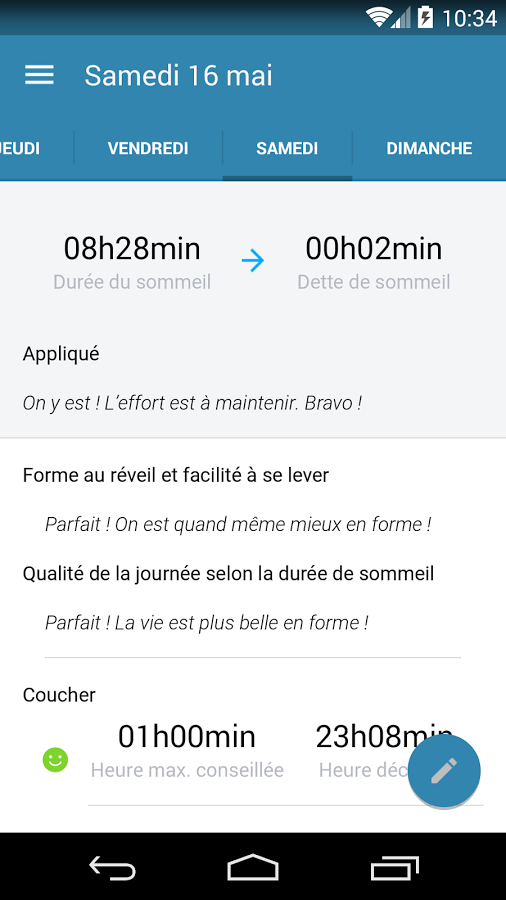 10:34
Samedi 16 mai
JEUDI VENDREDI SAMEDI DIMANCHE
08h28min 00h02min
Durée du sommeil Dette de sommeil
Appliqué
On y est ! L’effort est à maintenir. Bravo !
Forme au réveil et facilité à se lever
Parfait ! On est quand même mieux en forme !
Qualité de la journée selon la durée de sommeil
Parfait ! La vie est plus belle en forme !
Coucher
01h00min 23h08min
Heure max. conseillée Heure